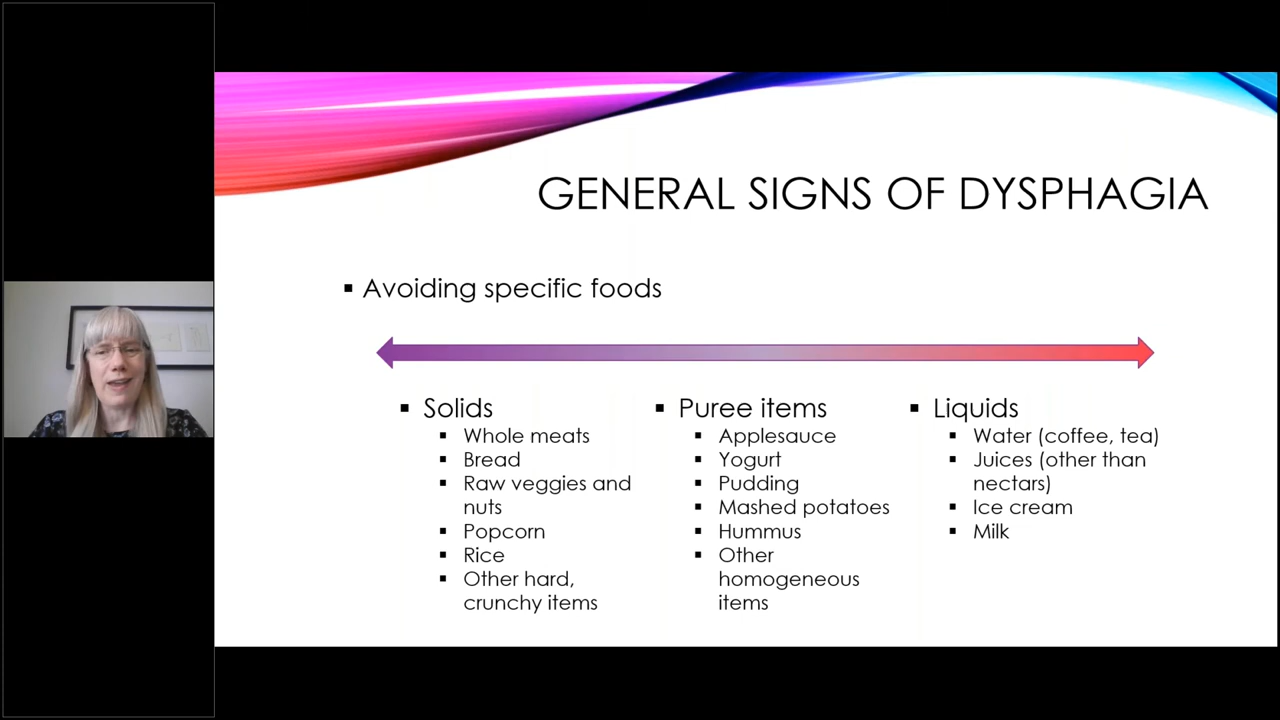 GENERAL SIGNS OF DYSPHAGIA
▪ Avoiding specific foods
▪ Solids
▪ Whole meats
▪ Bread
▪ Raw veggies and
nuts
▪ Popcorn
▪ Rice
▪ Other hard,
crunchy items
▪ Puree items
▪ Applesauce
▪ Yogurt
▪ Pudding
▪ Mashed potatoes
▪ Hummus
▪ Other
homogeneous
items
▪ Liquids
▪ Water (coffee, tea)
▪ Juices (other than
nectars)
▪ Ice cream
▪ Milk